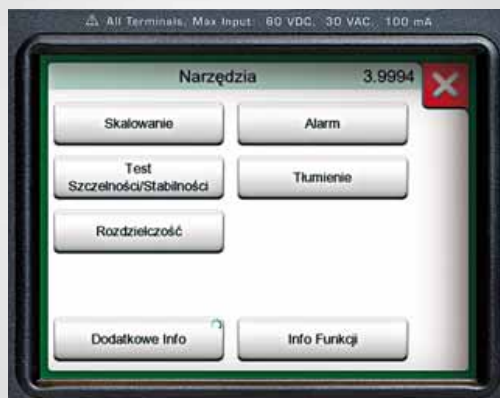 ⚠ All Terminals, Max Input: 60 VDC, 30 VAC, 100 mA
Narzędzia 3.9994
Skalowanie Alarm
Test
Szczelności/Stabilności Tłumienie
Rozdzielczość
Dodatkowe Info Info Funkcji